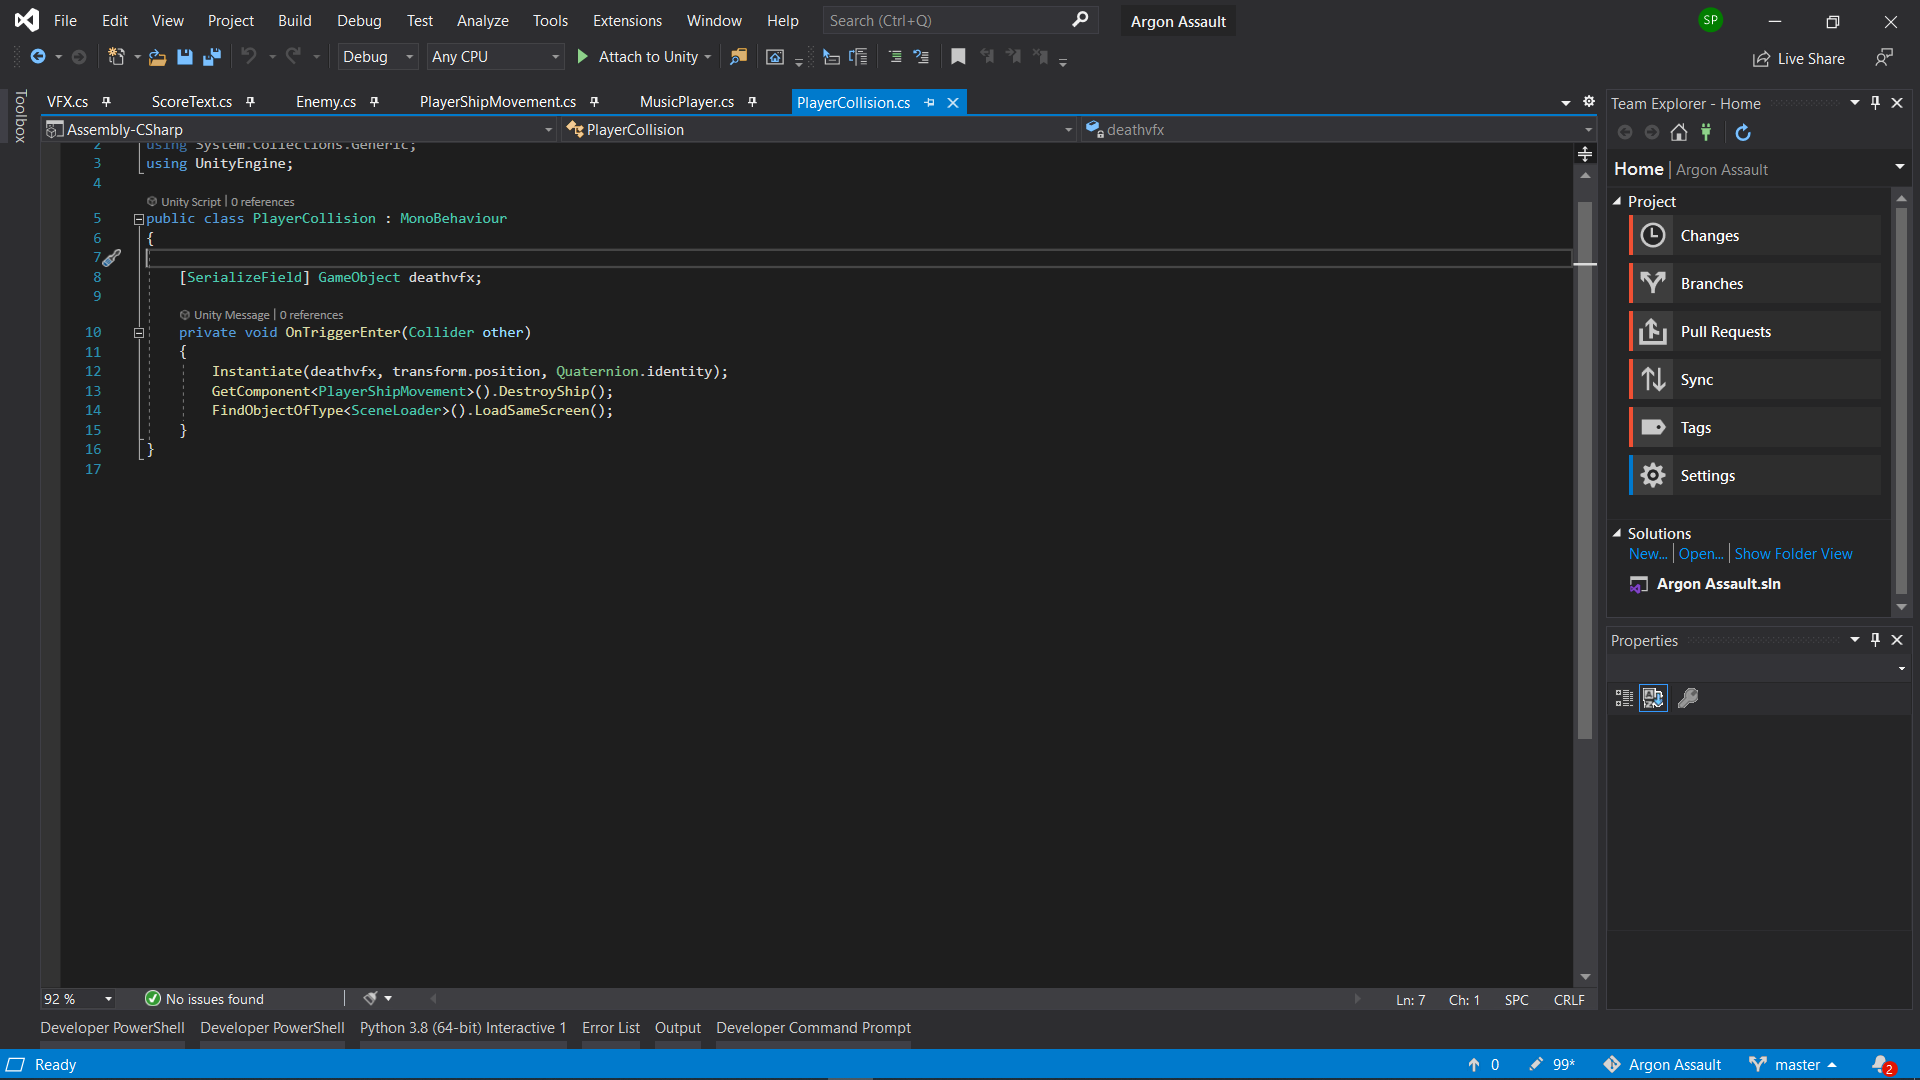 File Edit View Project Build Debug Test Analyze Tools Extensions Window Help Search (Ctrl+Q) Argon Assault SP
Debug Any CPU Attach to Unity Live Share
Toolbox
VFX.cs ScoreText.cs Enemy.cs PlayerShipMovement.cs MusicPlayer.cs PlayerCollision.cs
Assembly-CSharp PlayerCollision deathvfx
2 using System.Collections.Generic;
3 using UnityEngine;
4
Unity Script | 0 references
5 public class PlayerCollision : MonoBehaviour
6 {
7
8 [SerializeField] GameObject deathvfx;
9
Unity Message | 0 references
10 private void OnTriggerEnter(Collider other)
11 {
12 Instantiate(deathvfx, transform.position, Quaternion.identity);
13 GetComponent<PlayerShipMovement>().DestroyShip();
14 FindObjectOfType<SceneLoader>().LoadSameScreen();
15 }
16 }
17
92 % No issues found Ln: 7 Ch: 1 SPC CRLF
Team Explorer - Home
Home | Argon Assault
Project
Changes
Branches
Pull Requests
Sync
Tags
Settings
Solutions
New... | Open... | Show Folder View
Argon Assault.sln
Properties
Developer PowerShell Developer PowerShell Python 3.8 (64-bit) Interactive 1 Error List Output Developer Command Prompt
Ready 0 99* Argon Assault master 2